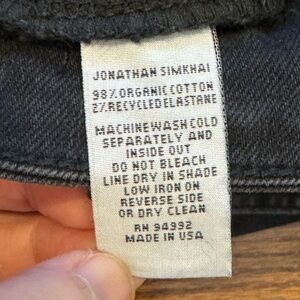 JONATHAN SIMKHAI
98% ORGANIC COTTON
2% RECYCLED ELASTANE
MACHINE WASH COLD
SEPARATELY AND
INSIDE OUT
DO NOT BLEACH
LINE DRY IN SHADE
LOW IRON ON
REVERSE SIDE
OR DRY CLEAN
RN 94992
MADE IN USA